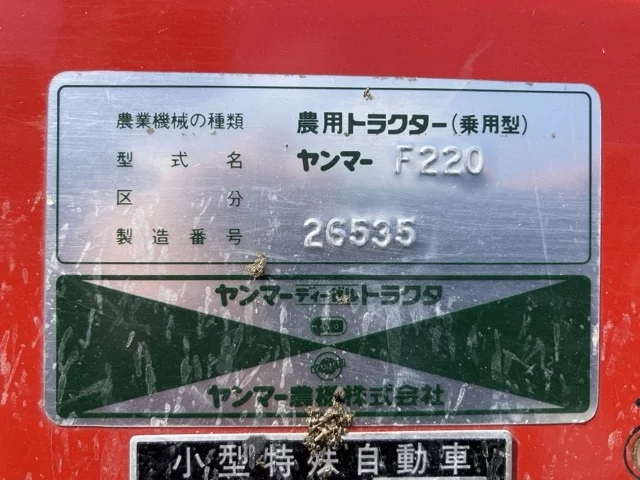 農業機械の種類 農用トラクター(乗用型)
型式名 ヤンマー F220
区分
製造番号 26535
ヤンマーディーゼルトラクタ
ヤンマー農機株式会社
小型特殊自動車